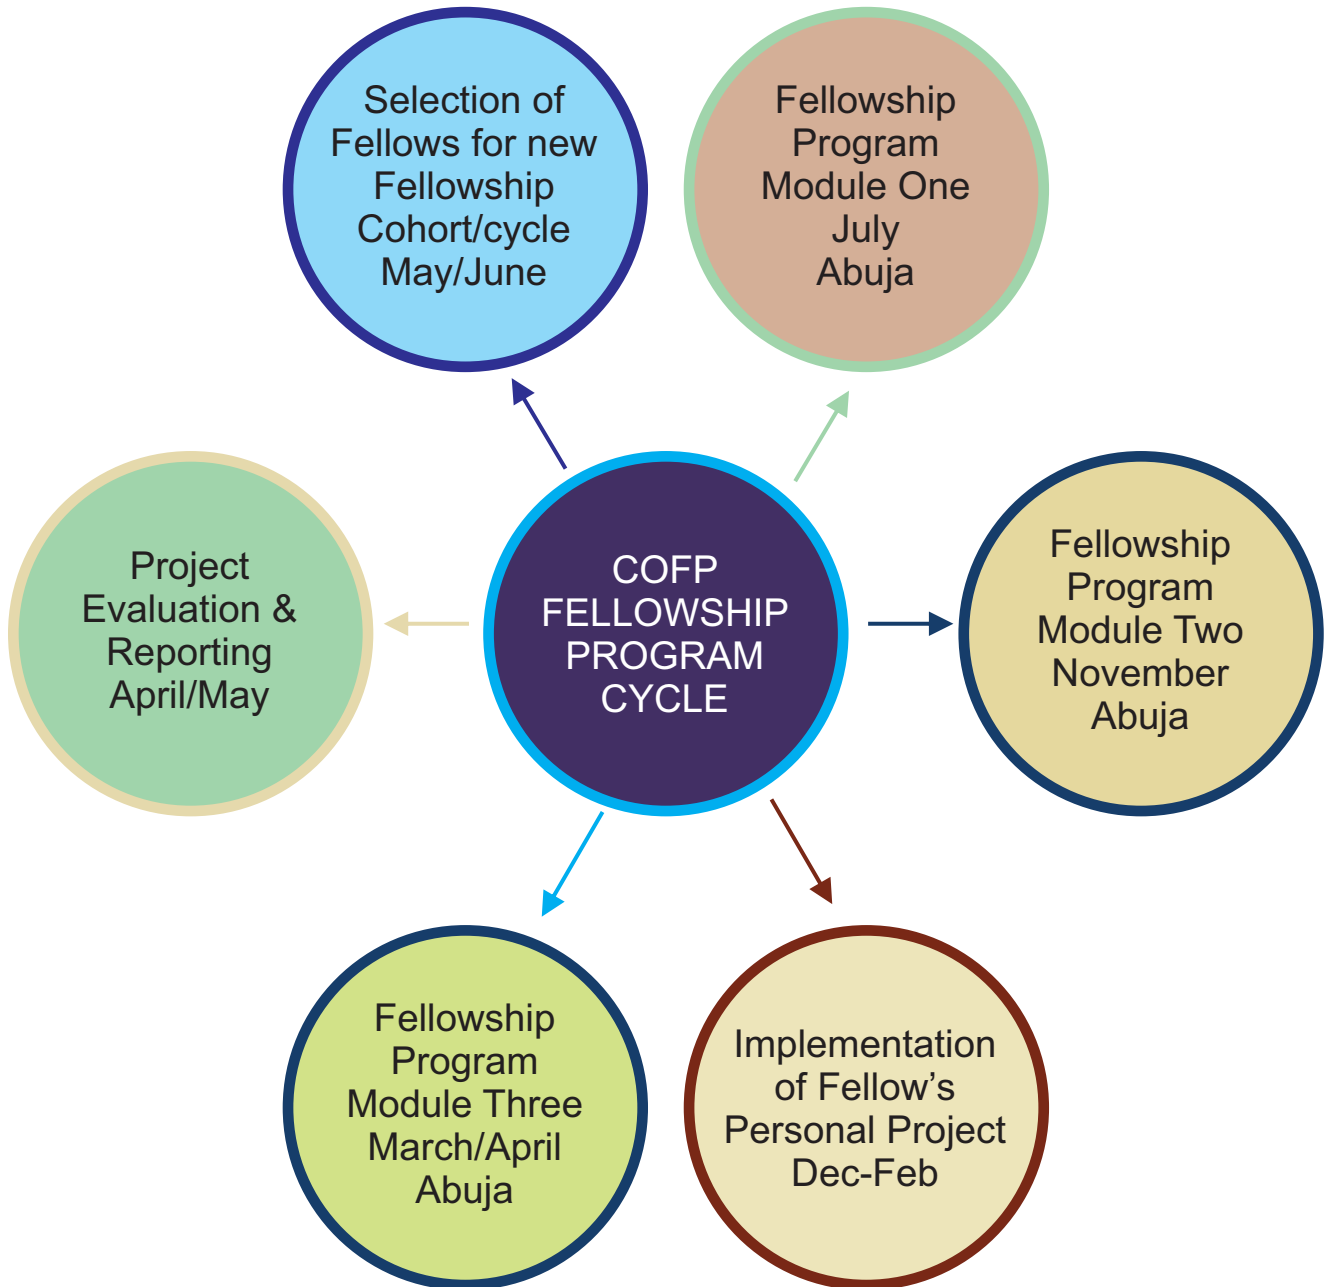 Selection of
Fellows for new
Fellowship
Cohort/cycle
May/June
Fellowship
Program
Module One
July
Abuja
Project
Evaluation &
Reporting
April/May
COFP
FELLOWSHIP
PROGRAM
CYCLE
Fellowship
Program
Module Two
November
Abuja
Fellowship
Program
Module Three
March/April
Abuja
Implementation
of Fellow’s
Personal Project
Dec-Feb